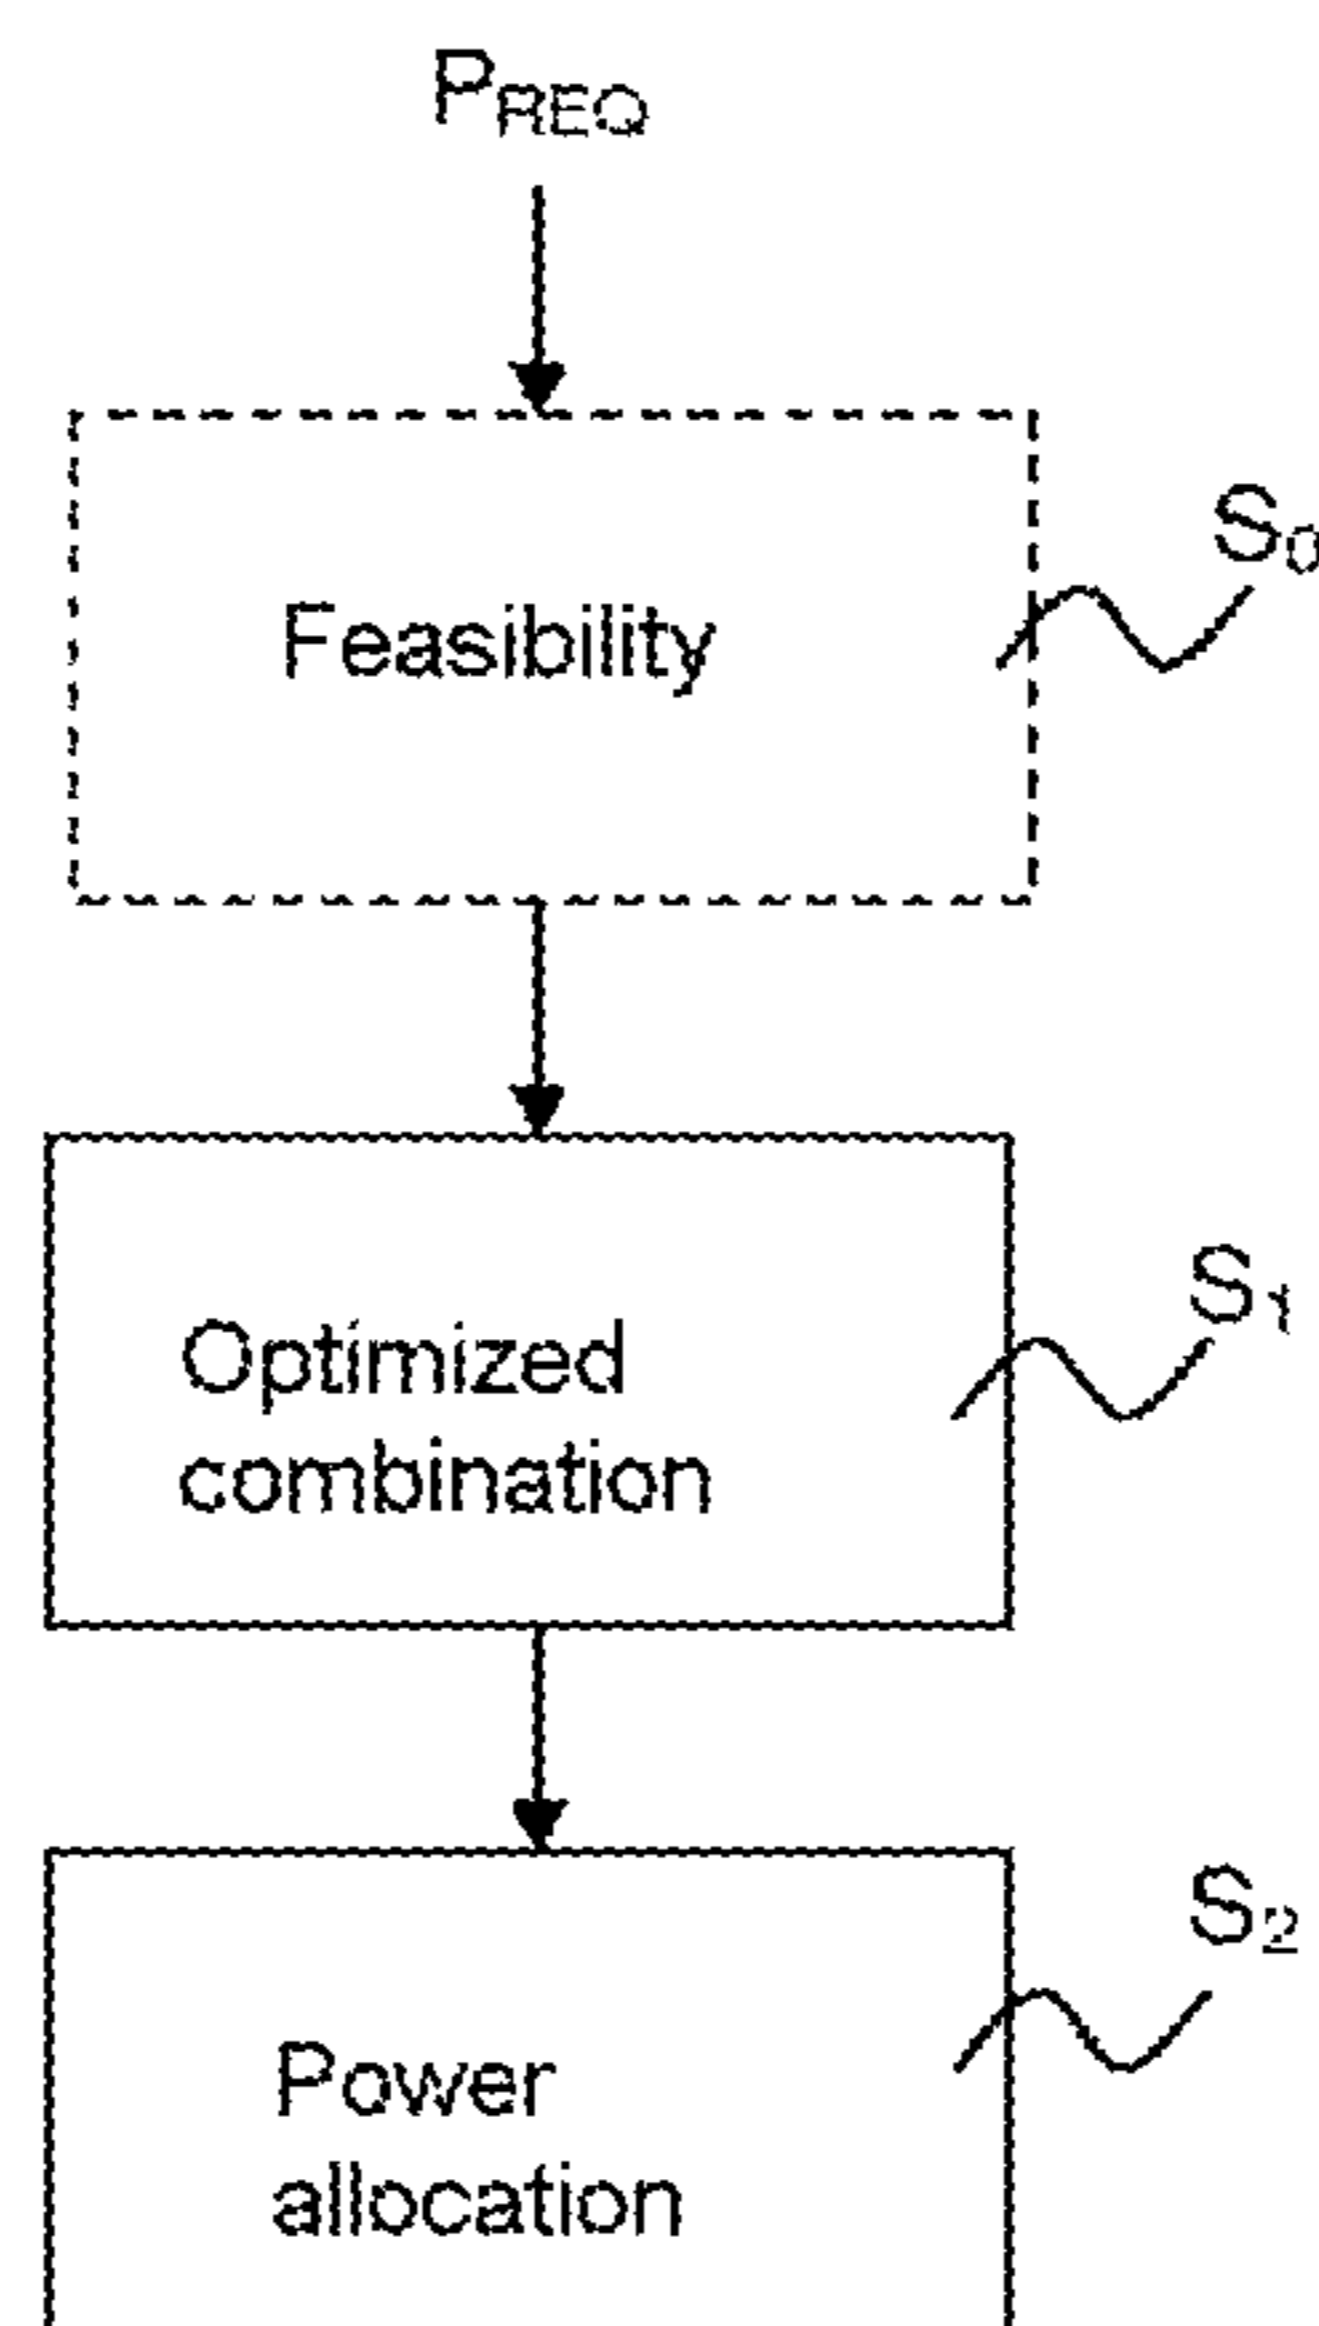 PREQ
Feasibility
S0
Optimized
combination
S1
Power
allocation
S2